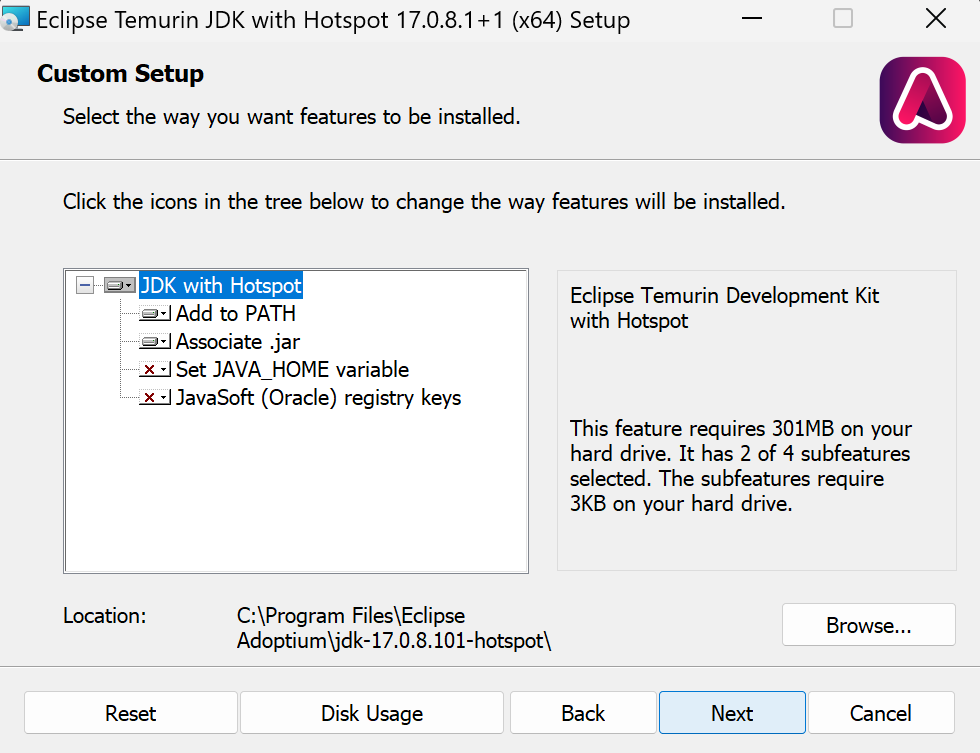 Eclipse Temurin JDK with Hotspot 17.0.8.1+1 (x64) Setup
Custom Setup
Select the way you want features to be installed.
Click the icons in the tree below to change the way features will be installed.
JDK with Hotspot
Add to PATH
Associate .jar
Set JAVA_HOME variable
JavaSoft (Oracle) registry keys
Eclipse Temurin Development Kit
with Hotspot
This feature requires 301MB on your
hard drive. It has 2 of 4 subfeatures
selected. The subfeatures require
3KB on your hard drive.
Location:
C:\Program Files\Eclipse
Adoptium\jdk-17.0.8.101-hotspot\
Browse...
Reset
Disk Usage
Back
Next
Cancel